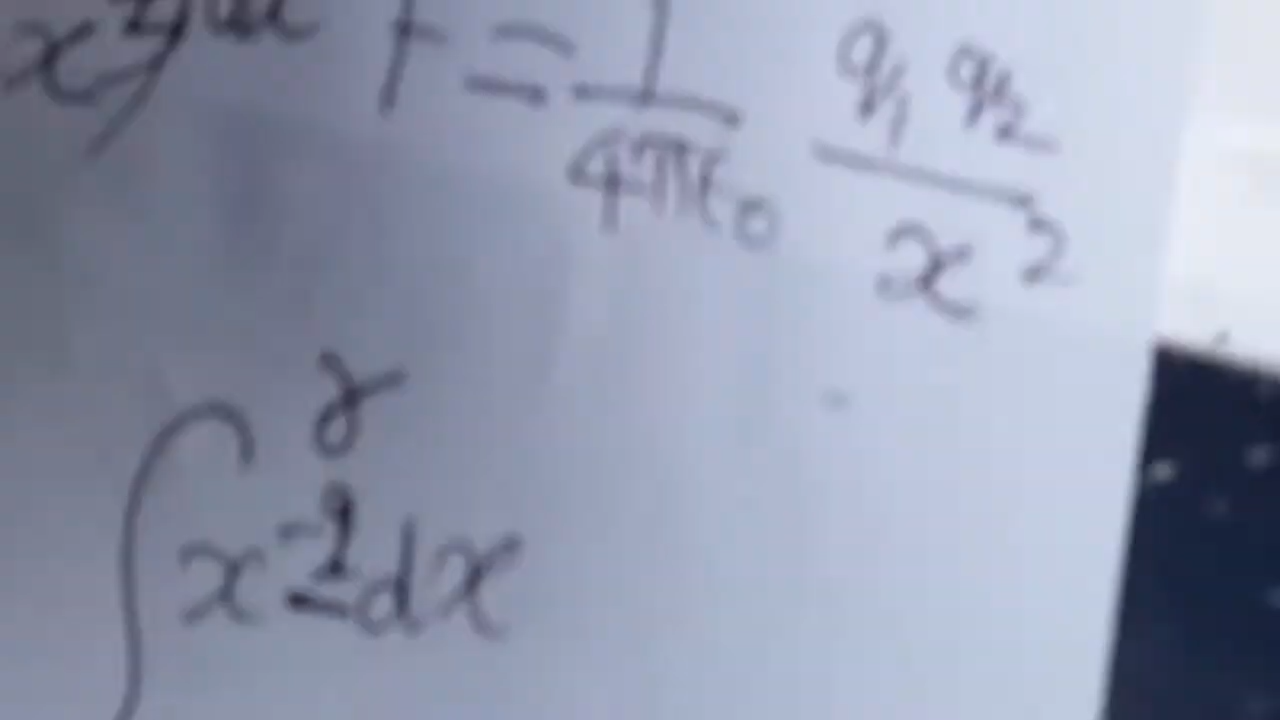 F = 1/4πε₀ q₁q₂/x²
∫ʳ x⁻² dx